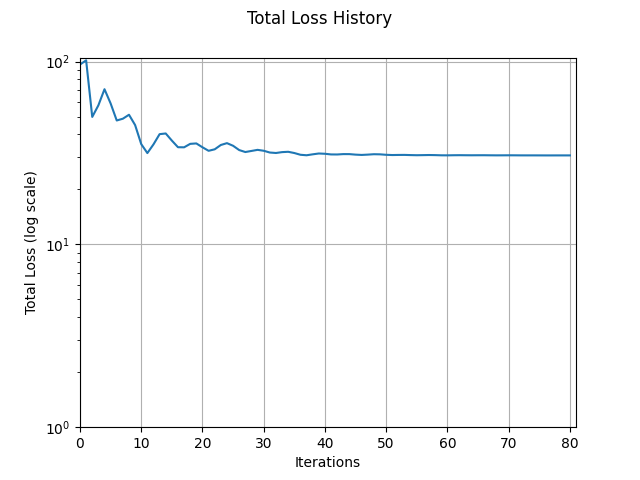 Total Loss History
Total Loss (log scale)
10²
10¹
10⁰
0 10 20 30 40 50 60 70 80
Iterations